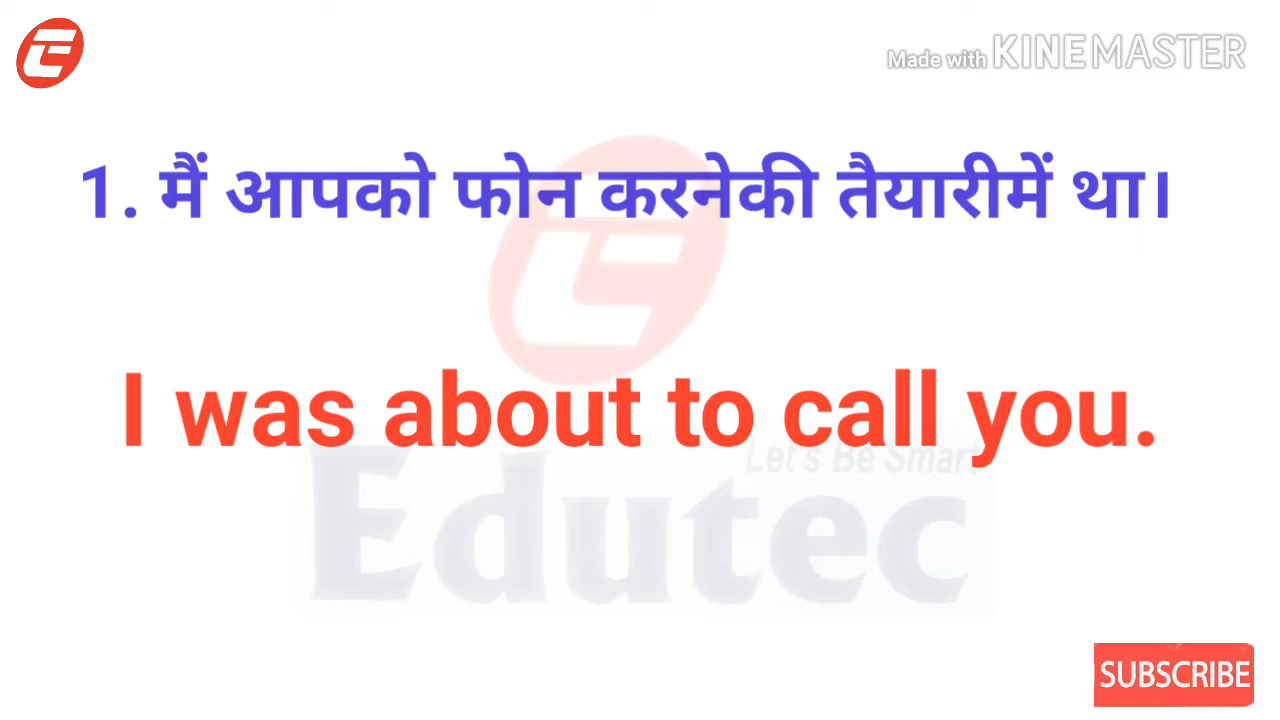 Made with KINEMASTER
1. मैं आपको फोन करनेकी तैयारीमें था।
I was about to call you.
Let's Be Smart
Edutec
SUBSCRIBE